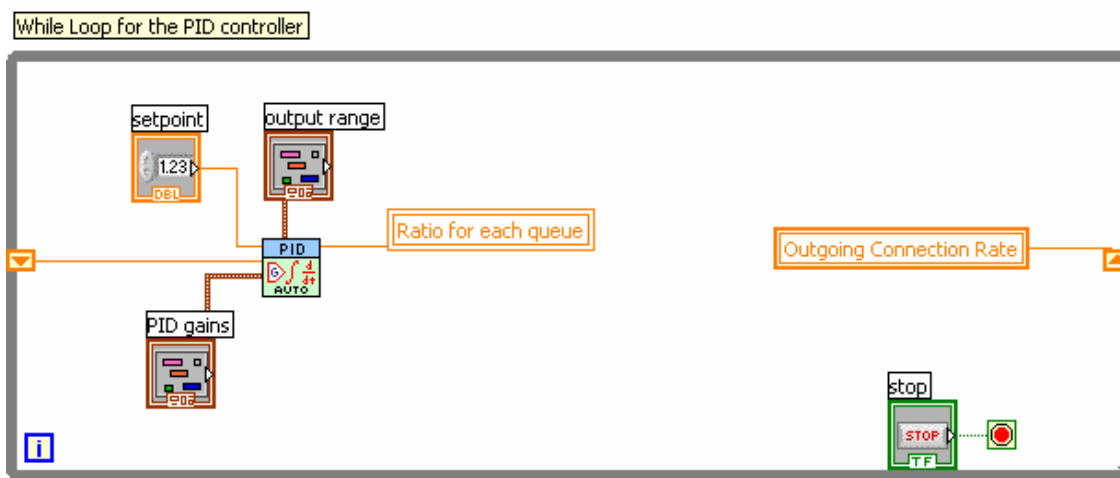 While Loop for the PID controller
setpoint
output range
1.23
DBL
Ratio for each queue
PID
G
d
dt
AUTO
Outgoing Connection Rate
PID gains
stop
STOP
TF
i